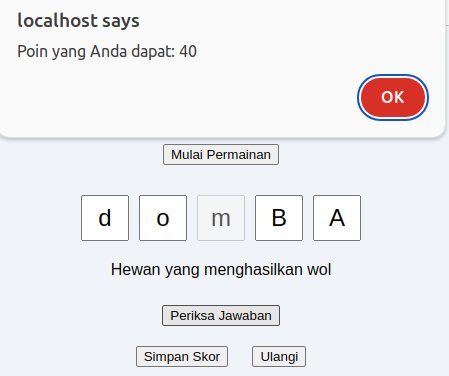 localhost says
Poin yang Anda dapat: 40
OK
Mulai Permainan
d o m B A
Hewan yang menghasilkan wol
Periksa Jawaban
Simpan Skor Ulangi